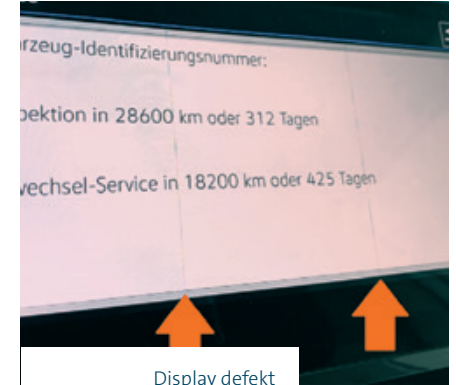 rzeug-Identifizierungsnummer:
pektion in 28600 km oder 312 Tagen
wechsel-Service in 18200 km oder 425 Tagen
Display defekt